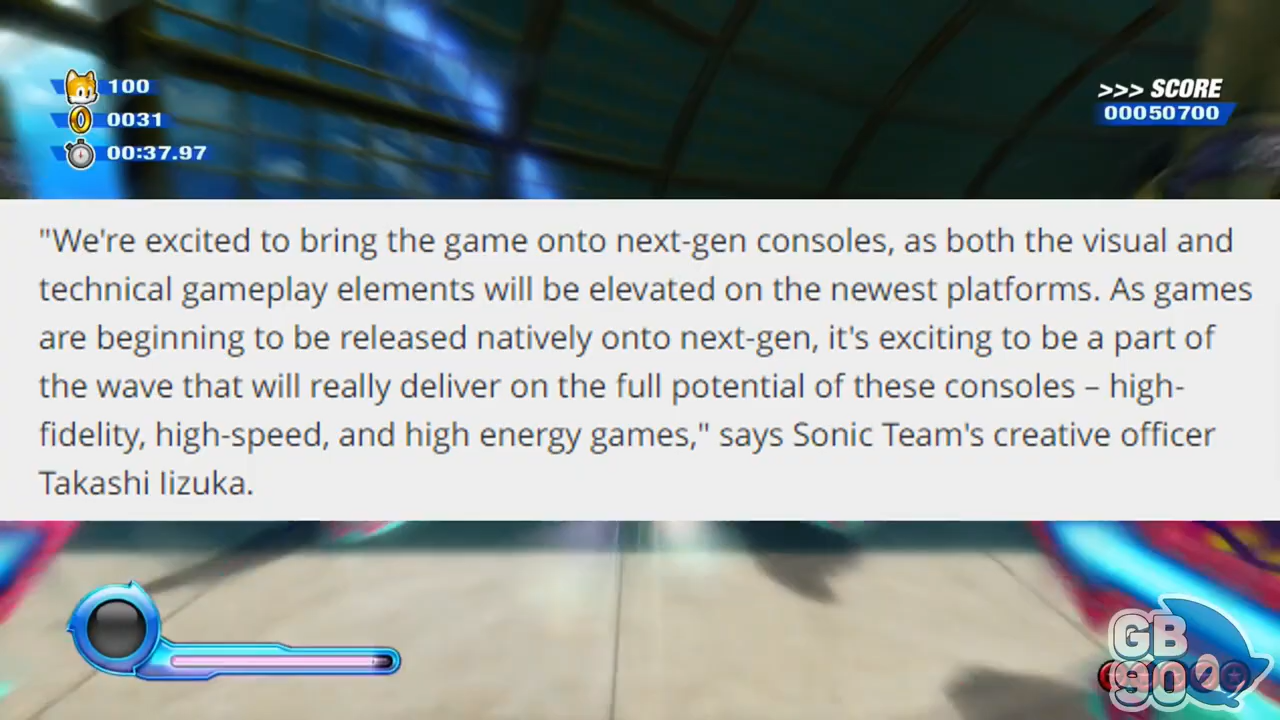 100
0031
00:37.97
>>> SCORE
00050700
"We're excited to bring the game onto next-gen consoles, as both the visual and
technical gameplay elements will be elevated on the newest platforms. As games
are beginning to be released natively onto next-gen, it's exciting to be a part of
the wave that will really deliver on the full potential of these consoles – high-
fidelity, high-speed, and high energy games," says Sonic Team's creative officer
Takashi Iizuka.
GB
90